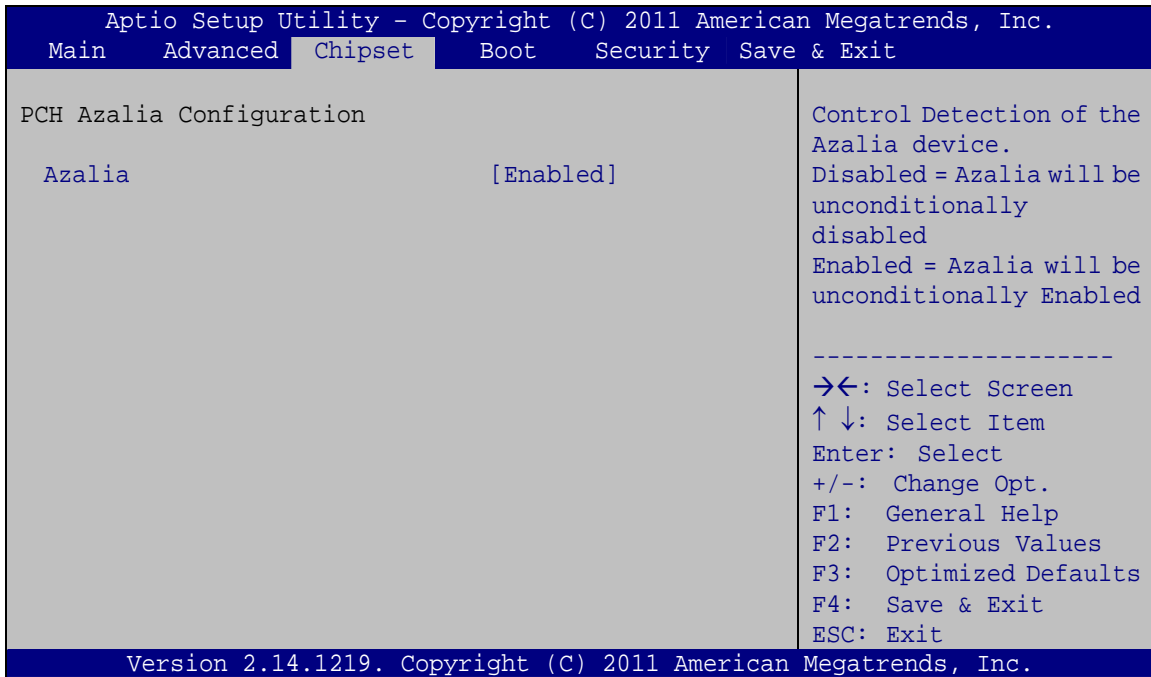 Aptio Setup Utility – Copyright (C) 2011 American Megatrends, Inc.
Main Advanced Chipset Boot Security Save & Exit
PCH Azalia Configuration
Azalia [Enabled]
Control Detection of the
Azalia device.
Disabled = Azalia will be
unconditionally
disabled
Enabled = Azalia will be
unconditionally Enabled
---------------------
→←: Select Screen
↑ ↓: Select Item
Enter: Select
+/-: Change Opt.
F1: General Help
F2: Previous Values
F3: Optimized Defaults
F4: Save & Exit
ESC: Exit
Version 2.14.1219. Copyright (C) 2011 American Megatrends, Inc.